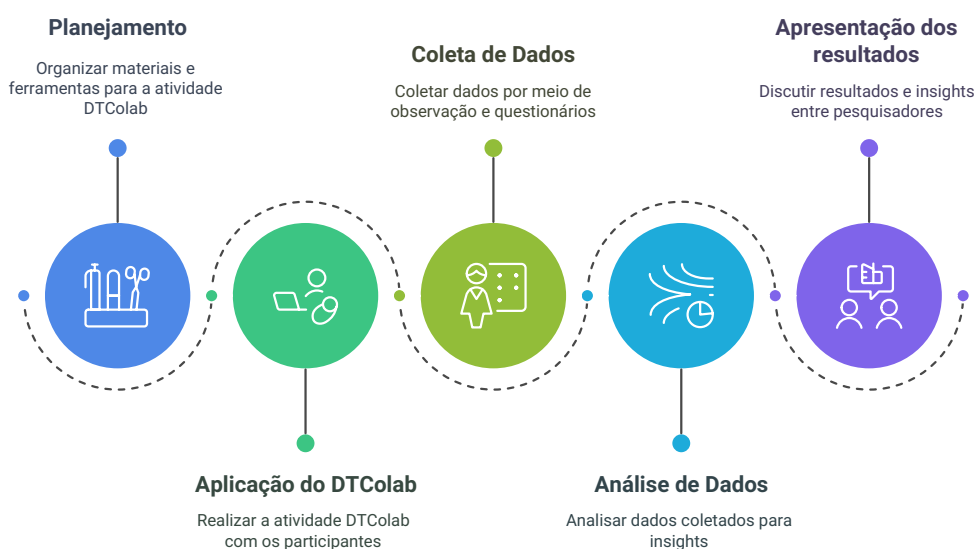 Planejamento
Organizar materiais e
ferramentas para a atividade
DTColab
Aplicação do DTColab
Realizar a atividade DTColab
com os participantes
Coleta de Dados
Coletar dados por meio de
observação e questionários
Análise de Dados
Analisar dados coletados para
insights
Apresentação dos
resultados
Discutir resultados e insights
entre pesquisadores